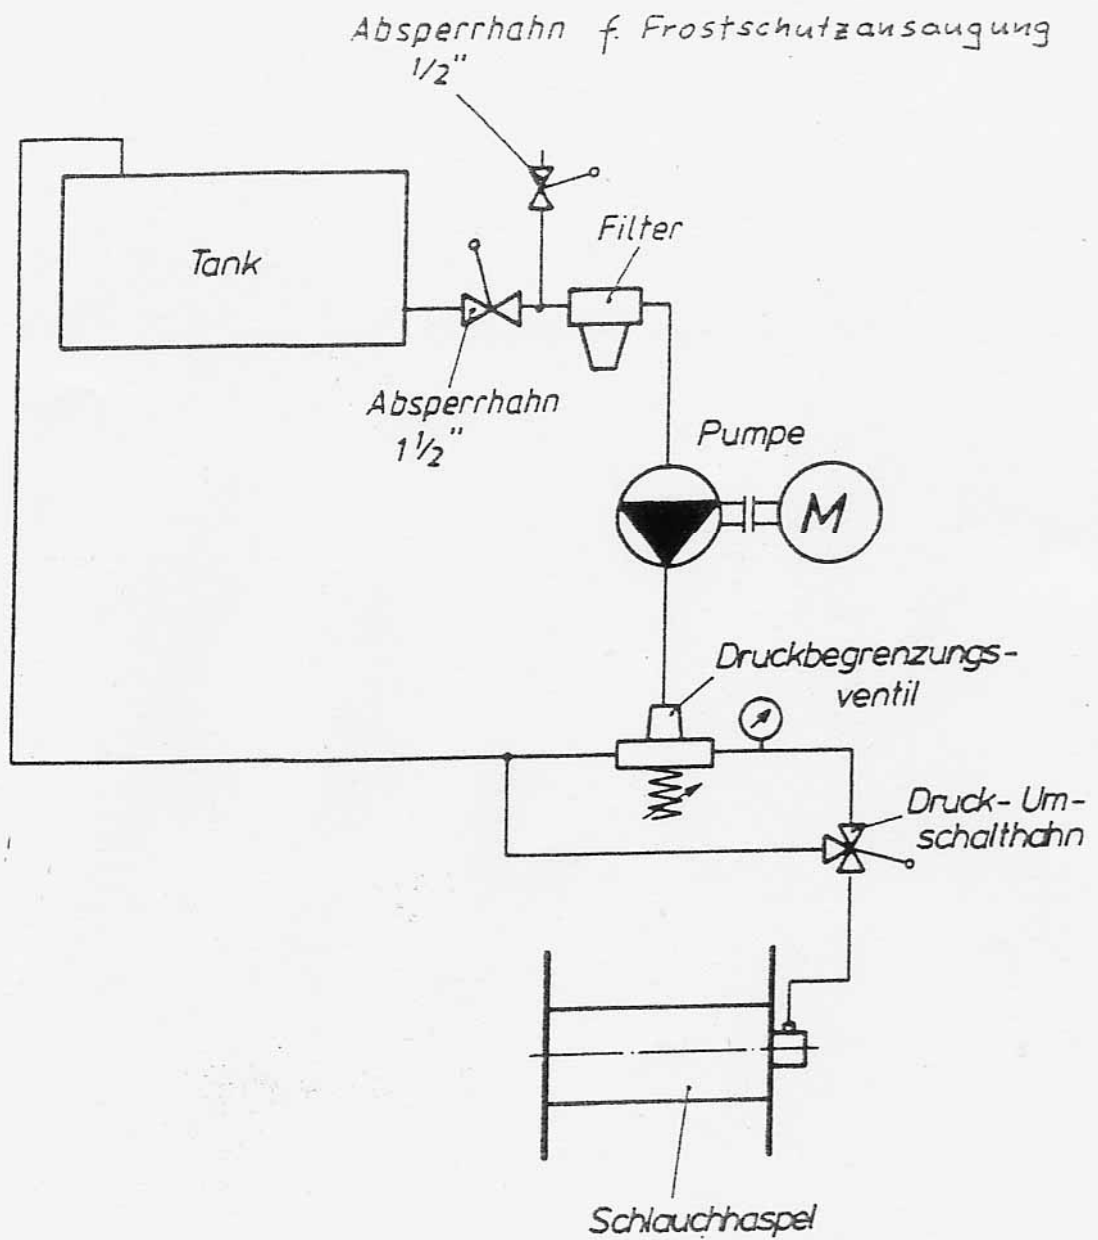 Absperrhahn f. Frostschutzansaugung
1/2"
Tank
Filter
Absperrhahn
1 1/2"
Pumpe
M
Druckbegrenzungs-
ventil
Druck-Um-
schalthahn
Schlauchhaspel